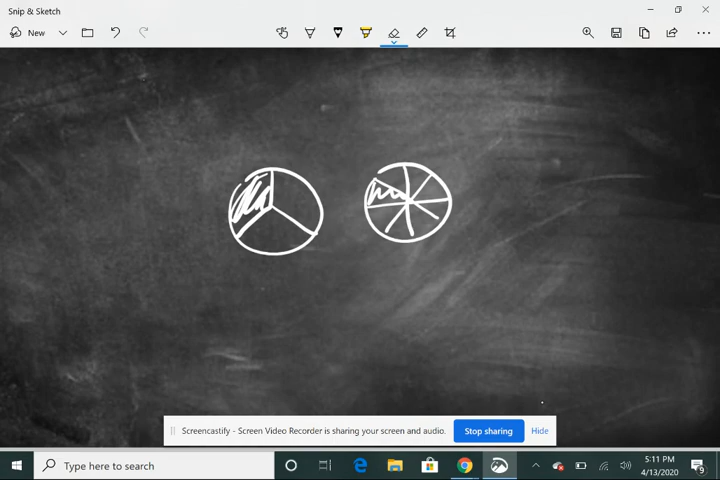 Snip & Sketch
New
Screencastify - Screen Video Recorder is sharing your screen and audio.
Stop sharing
Hide
Type here to search
5:11 PM
4/13/2020
9